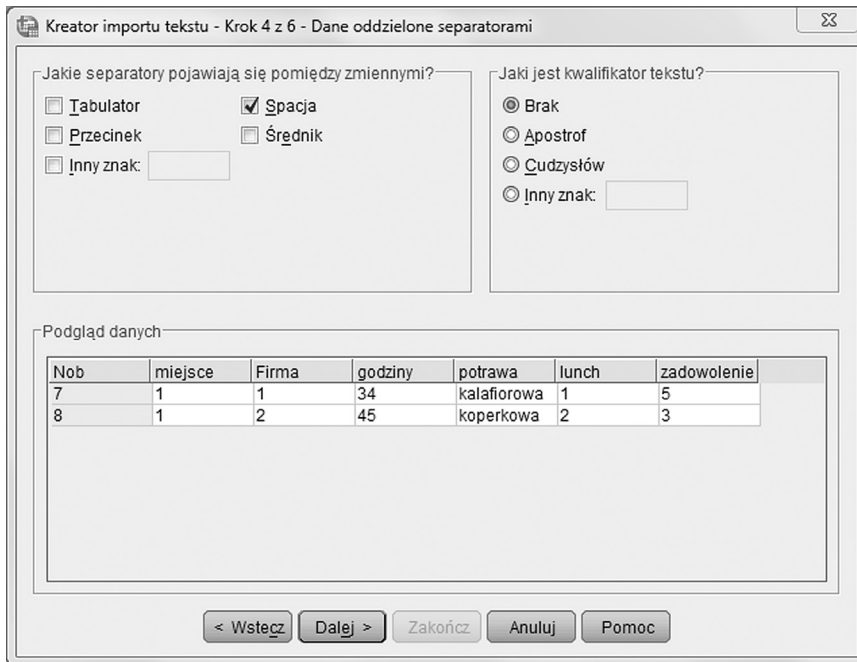 Kreator importu tekstu - Krok 4 z 6 - Dane oddzielone separatorami
Jakie separatory pojawiają się pomiędzy zmiennymi?
Tabulator Spacja
Przecinek Średnik
Inny znak:
Jaki jest kwalifikator tekstu?
Brak
Apostrof
Cudzysłów
Inny znak:
Podgląd danych
Nob miejsce Firma godziny potrawa lunch zadowolenie
7 1 1 34 kalafiorowa 1 5
8 1 2 45 koperkowa 2 3
< Wstecz Dalej > Zakończ Anuluj Pomoc